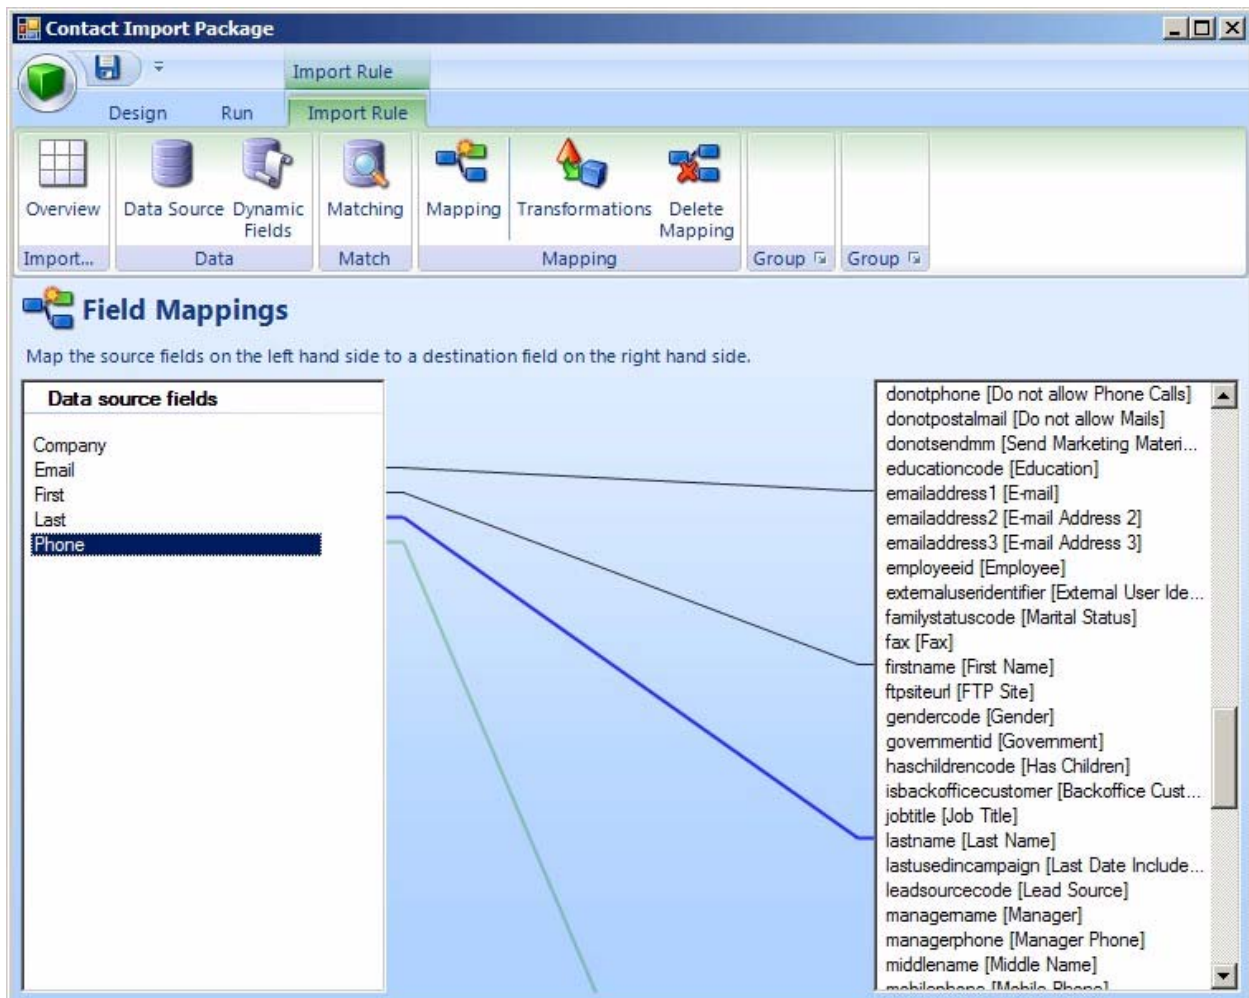 Contact Import Package
Import Rule
Design Run Import Rule
Overview Data Source Dynamic Fields Matching Mapping Transformations Delete Mapping
Import... Data Match Mapping Group Group
Field Mappings
Map the source fields on the left hand side to a destination field on the right hand side.
Data source fields
Company
Email
First
Last
Phone
donotphone [Do not allow Phone Calls]
donotpostalmail [Do not allow Mails]
donotsendmm [Send Marketing Materi...
educationcode [Education]
emailaddress1 [E-mail]
emailaddress2 [E-mail Address 2]
emailaddress3 [E-mail Address 3]
employeeid [Employee]
externaluseridentifier [External User Ide...
familystatuscode [Marital Status]
fax [Fax]
firstname [First Name]
ftpsiteurl [FTP Site]
gendercode [Gender]
governmentid [Government]
haschildrencode [Has Children]
isbackofficecustomer [Backoffice Cust...
jobtitle [Job Title]
lastname [Last Name]
lastusedincampaign [Last Date Include...
leadsourcecode [Lead Source]
managername [Manager]
managerphone [Manager Phone]
middlename [Middle Name]
mobilephone [Mobile Phone]